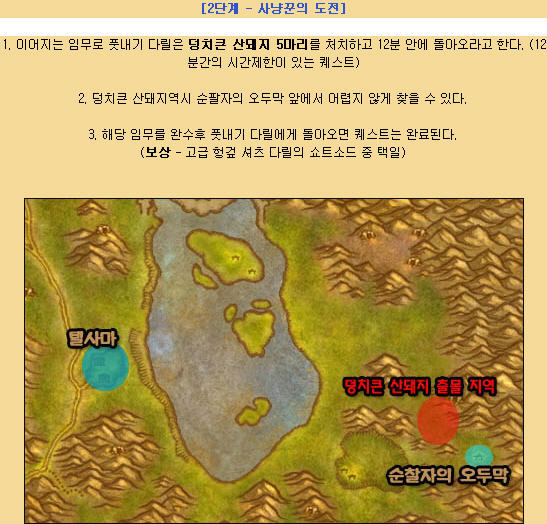 [2단계 - 사냥꾼의 도전]
1. 이어지는 임무로 풋내기 다릴은 덩치큰 산돼지 5마리를 처치하고 12분 안에 돌아오라고 한다. (12
분간의 시간제한이 있는 퀘스트)
2. 덩치큰 산돼지역시 순팔자의 오두막 앞에서 어렵지 않게 찾을 수 있다.
3. 해당 임무를 완수후 풋내기 다릴에게 돌아오면 퀘스트는 완료된다.
(보상 - 고급 헝겊 셔츠 다릴의 쇼트소드 중 택일)
텔사마
덩치큰 산돼지 출몰 지역
순찰자의 오두막